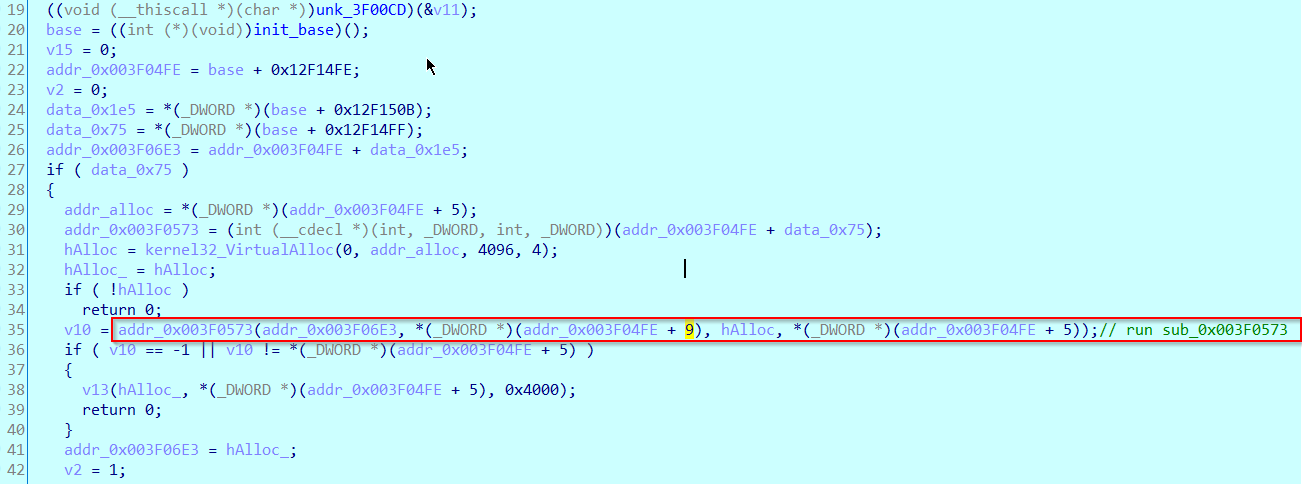 19 ((void (__thiscall *)(char *))unk_3F00CD)(&v11);
20 base = ((int (*)(void))init_base)();
21 v15 = 0;
22 addr_0x003F04FE = base + 0x12F14FE;
23 v2 = 0;
24 data_0x1e5 = *(_DWORD *)(base + 0x12F150B);
25 data_0x75 = *(_DWORD *)(base + 0x12F14FF);
26 addr_0x003F06E3 = addr_0x003F04FE + data_0x1e5;
27 if ( data_0x75 )
28 {
29 addr_alloc = *(_DWORD *)(addr_0x003F04FE + 5);
30 addr_0x003F0573 = (int (__cdecl *)(int, _DWORD, int, _DWORD))(addr_0x003F04FE + data_0x75);
31 hAlloc = kernel32_VirtualAlloc(0, addr_alloc, 4096, 4);
32 hAlloc_ = hAlloc;
33 if ( !hAlloc )
34 return 0;
35 v10 = addr_0x003F0573(addr_0x003F06E3, *(_DWORD *)(addr_0x003F04FE + 9), hAlloc, *(_DWORD *)(addr_0x003F04FE + 5));// run sub_0x003F0573
36 if ( v10 == -1 || v10 != *(_DWORD *)(addr_0x003F04FE + 5) )
37 {
38 v13(hAlloc_, *(_DWORD *)(addr_0x003F04FE + 5), 0x4000);
39 return 0;
40 }
41 addr_0x003F06E3 = hAlloc_;
42 v2 = 1;